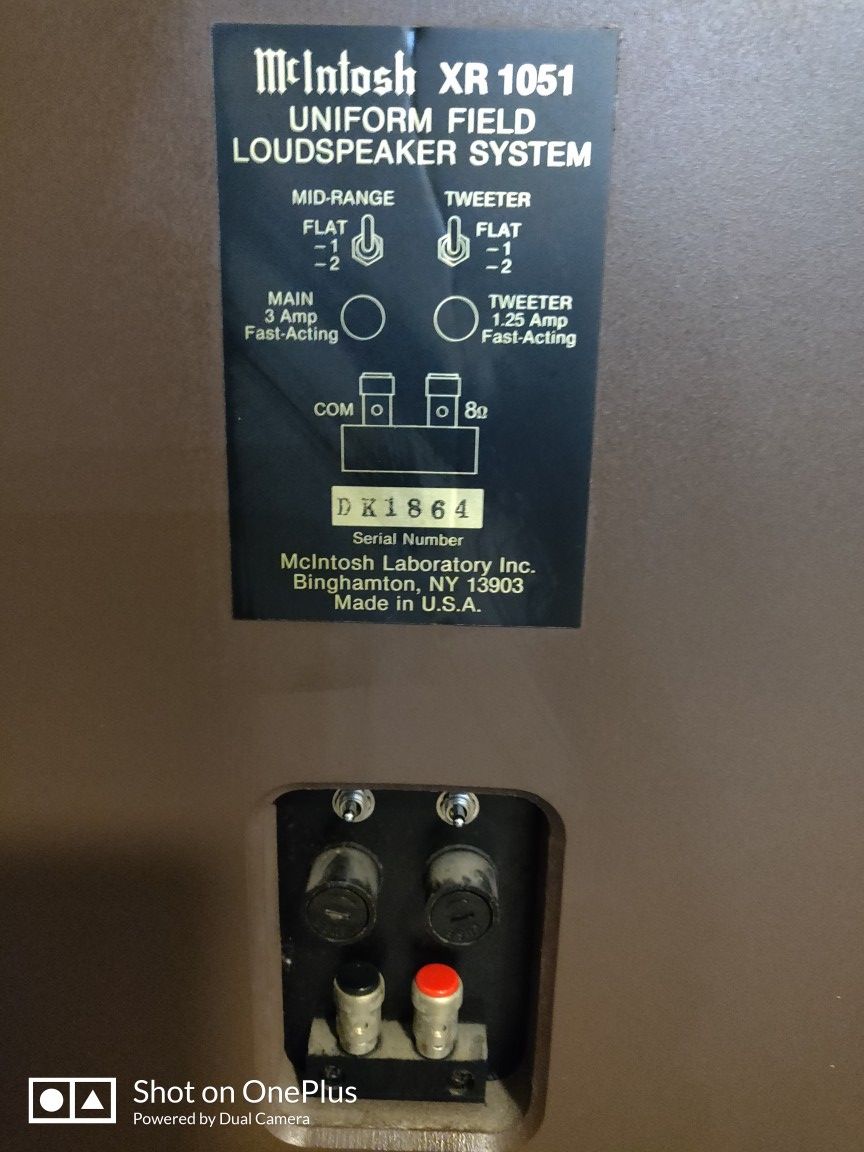 McIntosh XR 1051
UNIFORM FIELD
LOUDSPEAKER SYSTEM
MID-RANGE TWEETER
FLAT FLAT
-1 -1
-2 -2
MAIN TWEETER
3 Amp 1.25 Amp
Fast-Acting Fast-Acting
COM 8Ω
DK1864
Serial Number
McIntosh Laboratory Inc.
Binghamton, NY 13903
Made in U.S.A.
Shot on OnePlus
Powered by Dual Camera